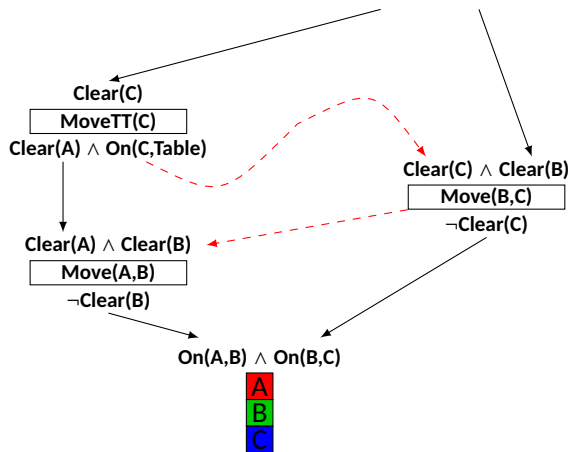 Clear(C)
MoveTT(C)
Clear(A) ∧ On(C,Table)
Clear(C) ∧ Clear(B)
Move(B,C)
¬Clear(C)
Clear(A) ∧ Clear(B)
Move(A,B)
¬Clear(B)
On(A,B) ∧ On(B,C)
A
B
C